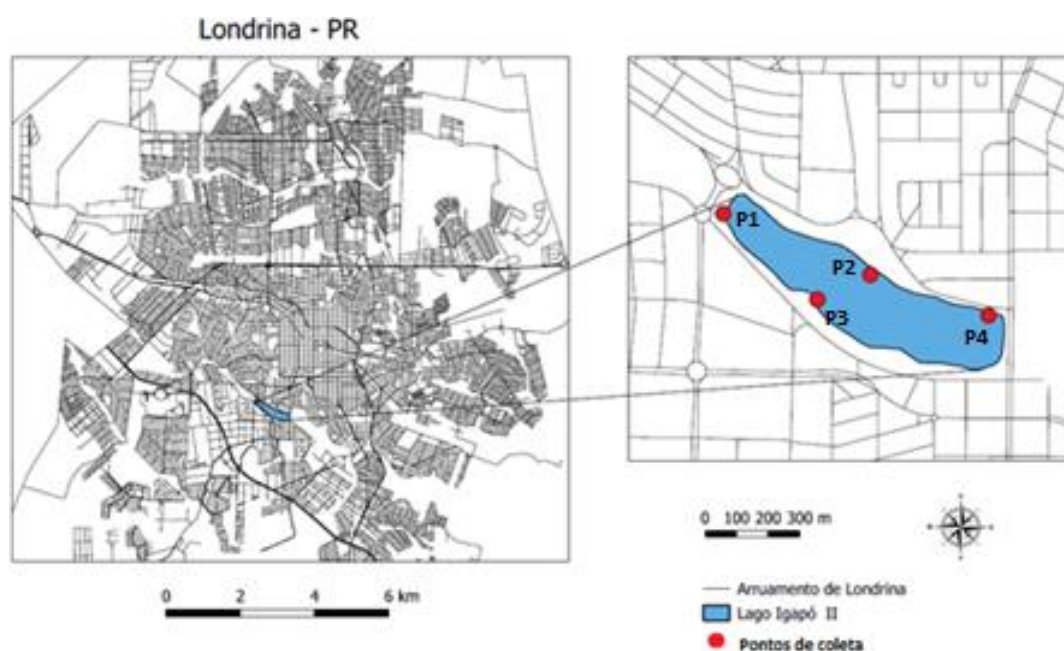 Londrina - PR
P1
P2
P3
P4
0 100 200 300 m
0 2 4 6 km
Arruamento de Londrina
Lago Igapó II
Pontos de coleta